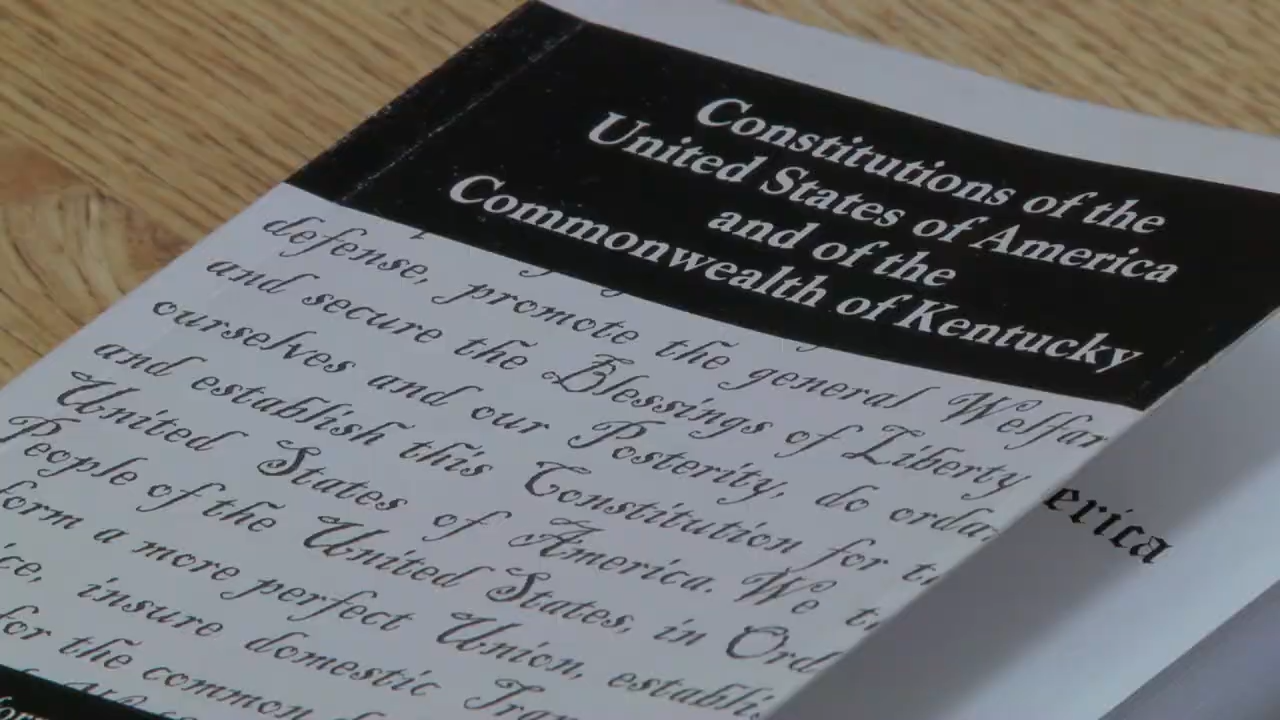 Constitutions of the
United States of America
and of the
Commonwealth of Kentucky
defense, promote the general Welfar
and secure the Blessings of Liberty
ourselves and our Posterity, do orda
and establish this Constitution for t
United States of America. We t
People of the United States, in Ord
form a more perfect Union, establi
ice, insure domestic Tran
for the common
erica